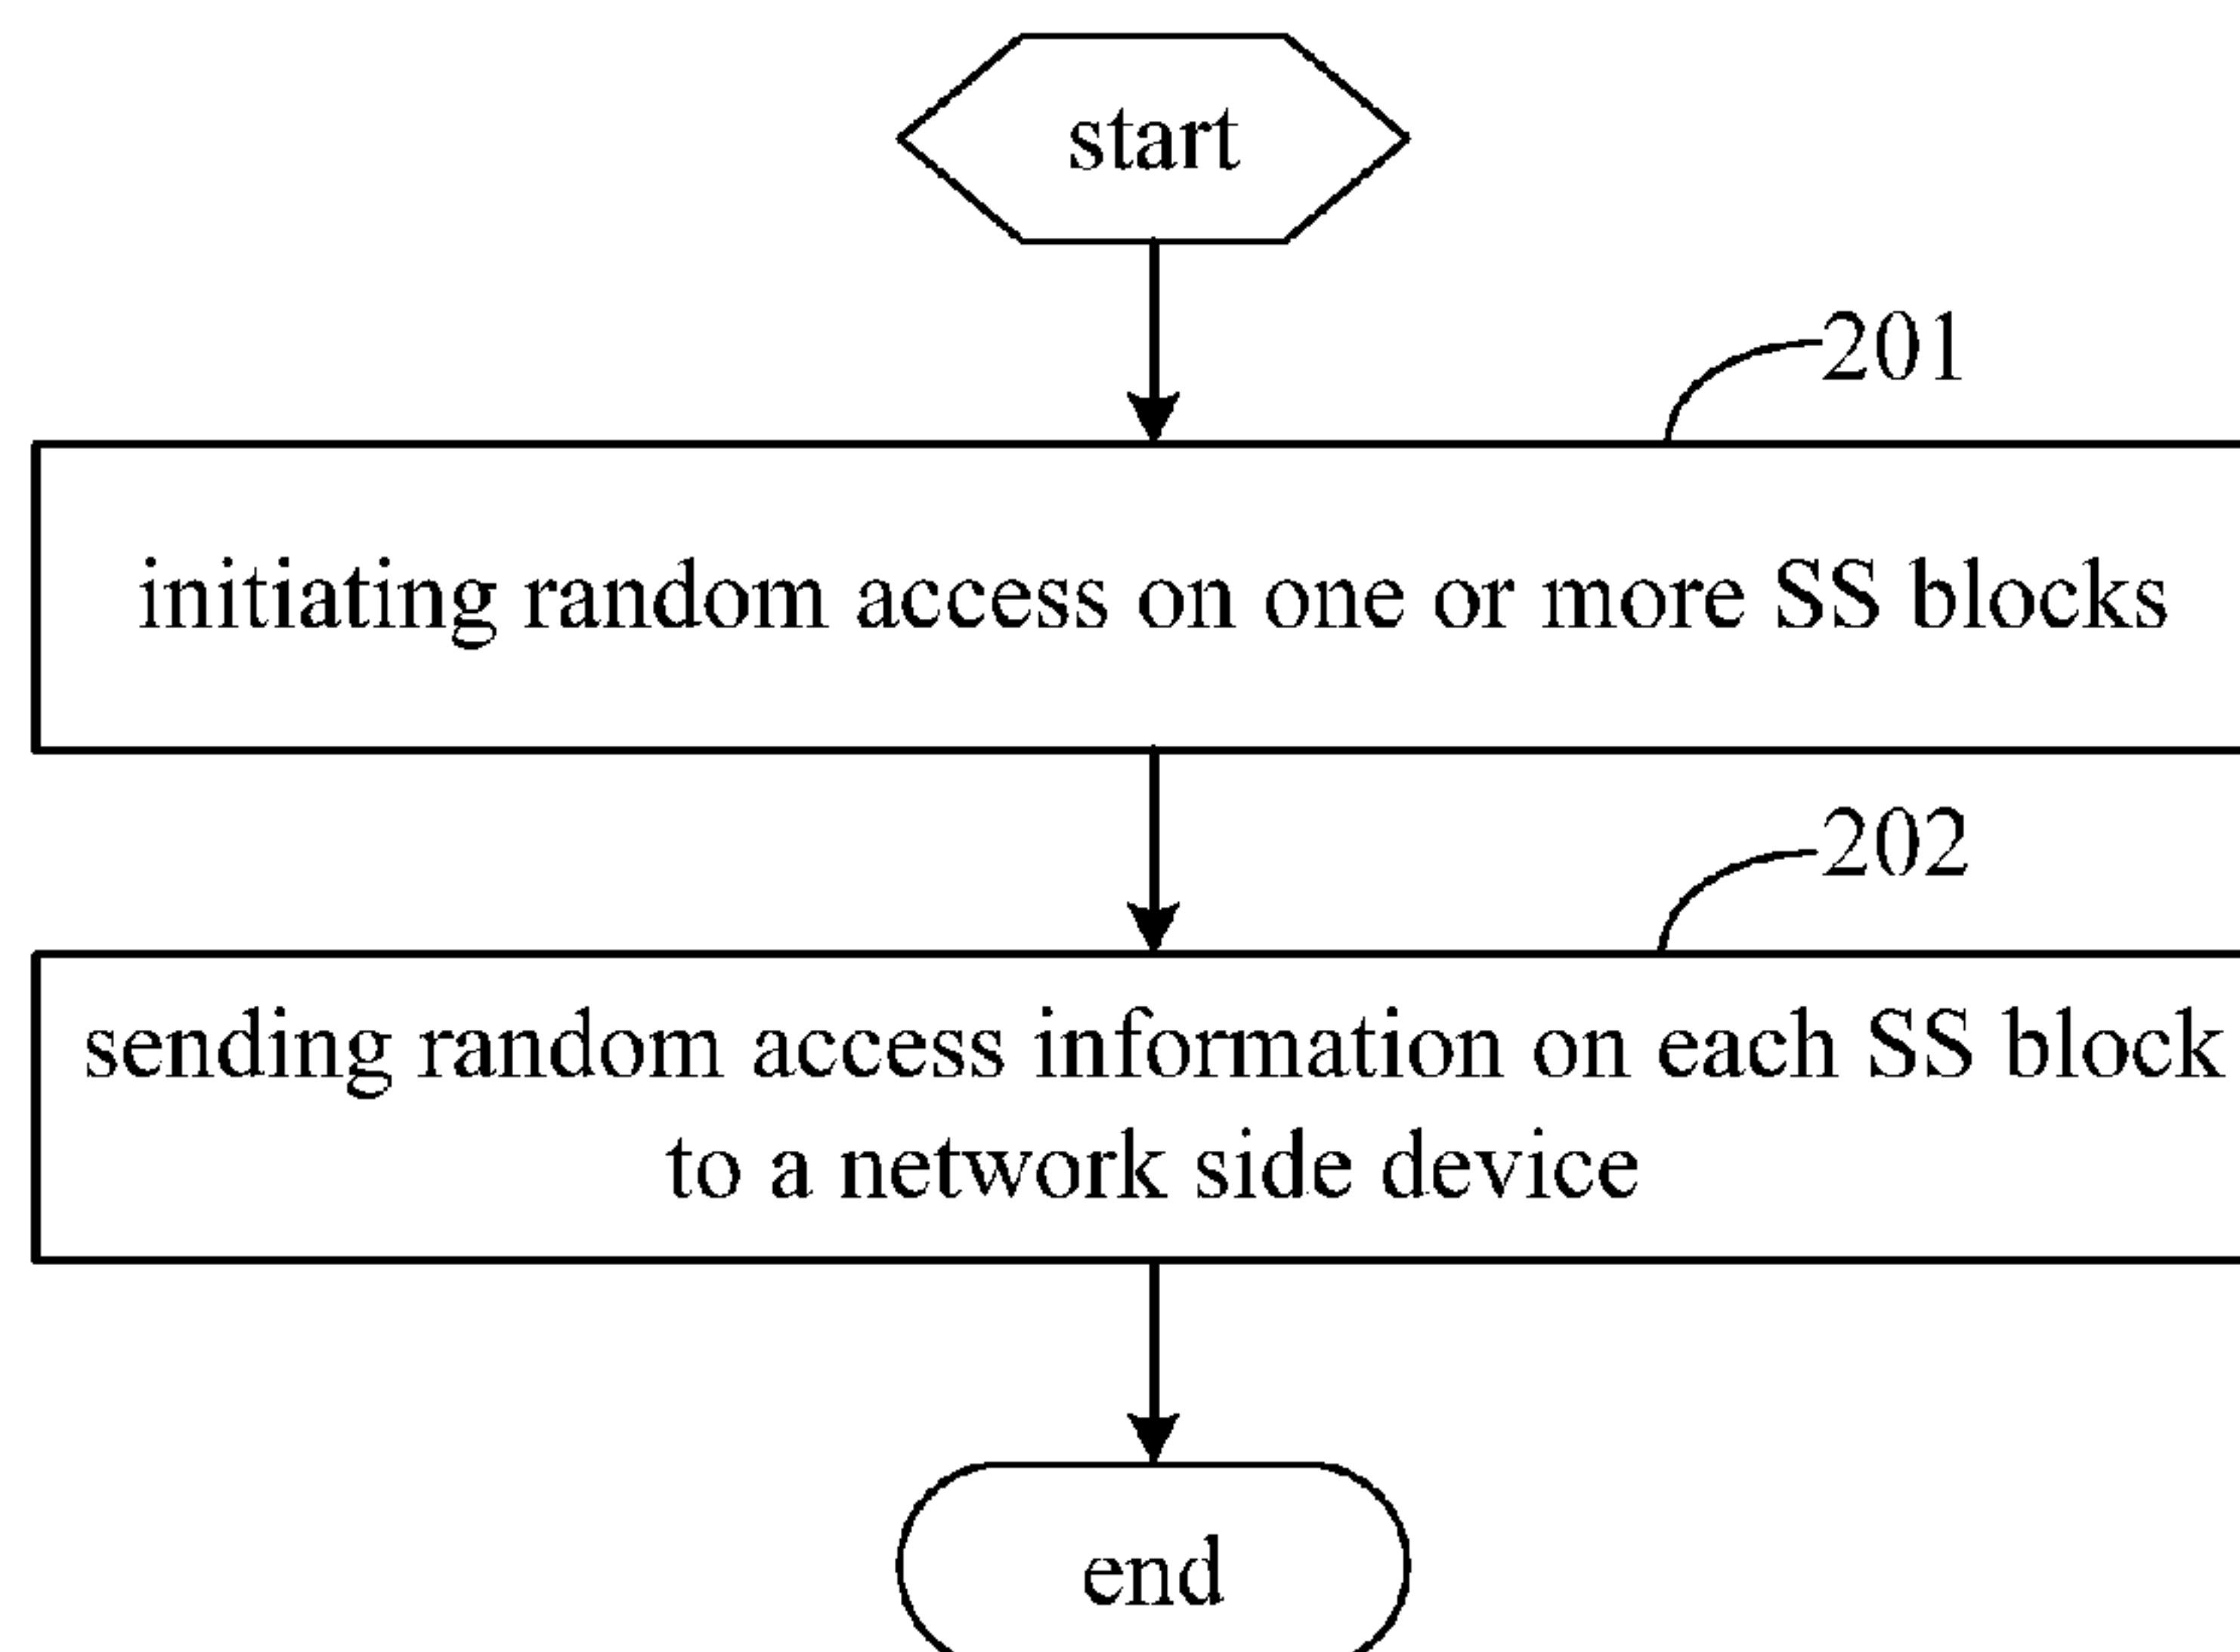 start
201
initiating random access on one or more SS blocks
202
sending random access information on each SS block
to a network side device
end